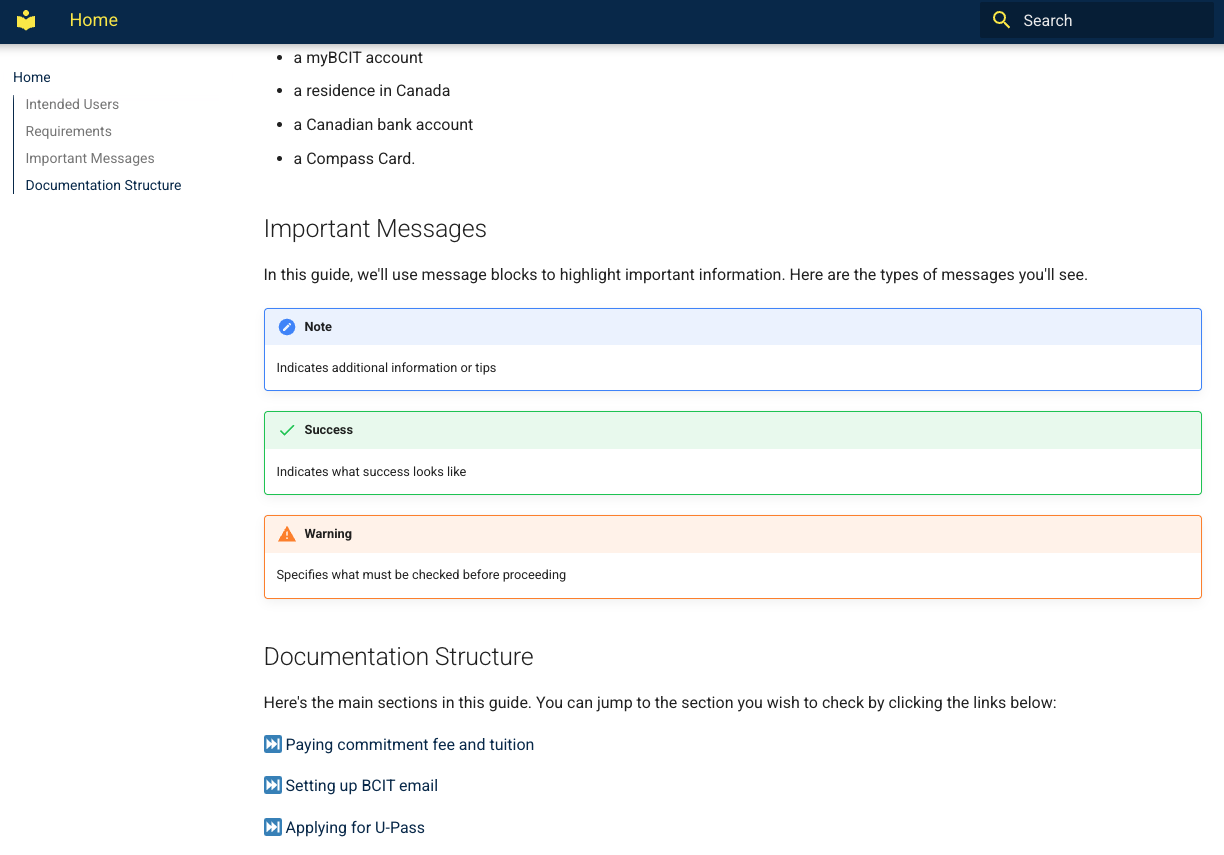 Home
Search
Home
Intended Users
Requirements
Important Messages
Documentation Structure
a myBCIT account
a residence in Canada
a Canadian bank account
a Compass Card.
Important Messages
In this guide, we'll use message blocks to highlight important information. Here are the types of messages you'll see.
Note
Indicates additional information or tips
Success
Indicates what success looks like
Warning
Specifies what must be checked before proceeding
Documentation Structure
Here's the main sections in this guide. You can jump to the section you wish to check by clicking the links below:
Paying commitment fee and tuition
Setting up BCIT email
Applying for U-Pass